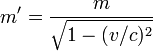 m′ = m / √(1 − (v/c)²)